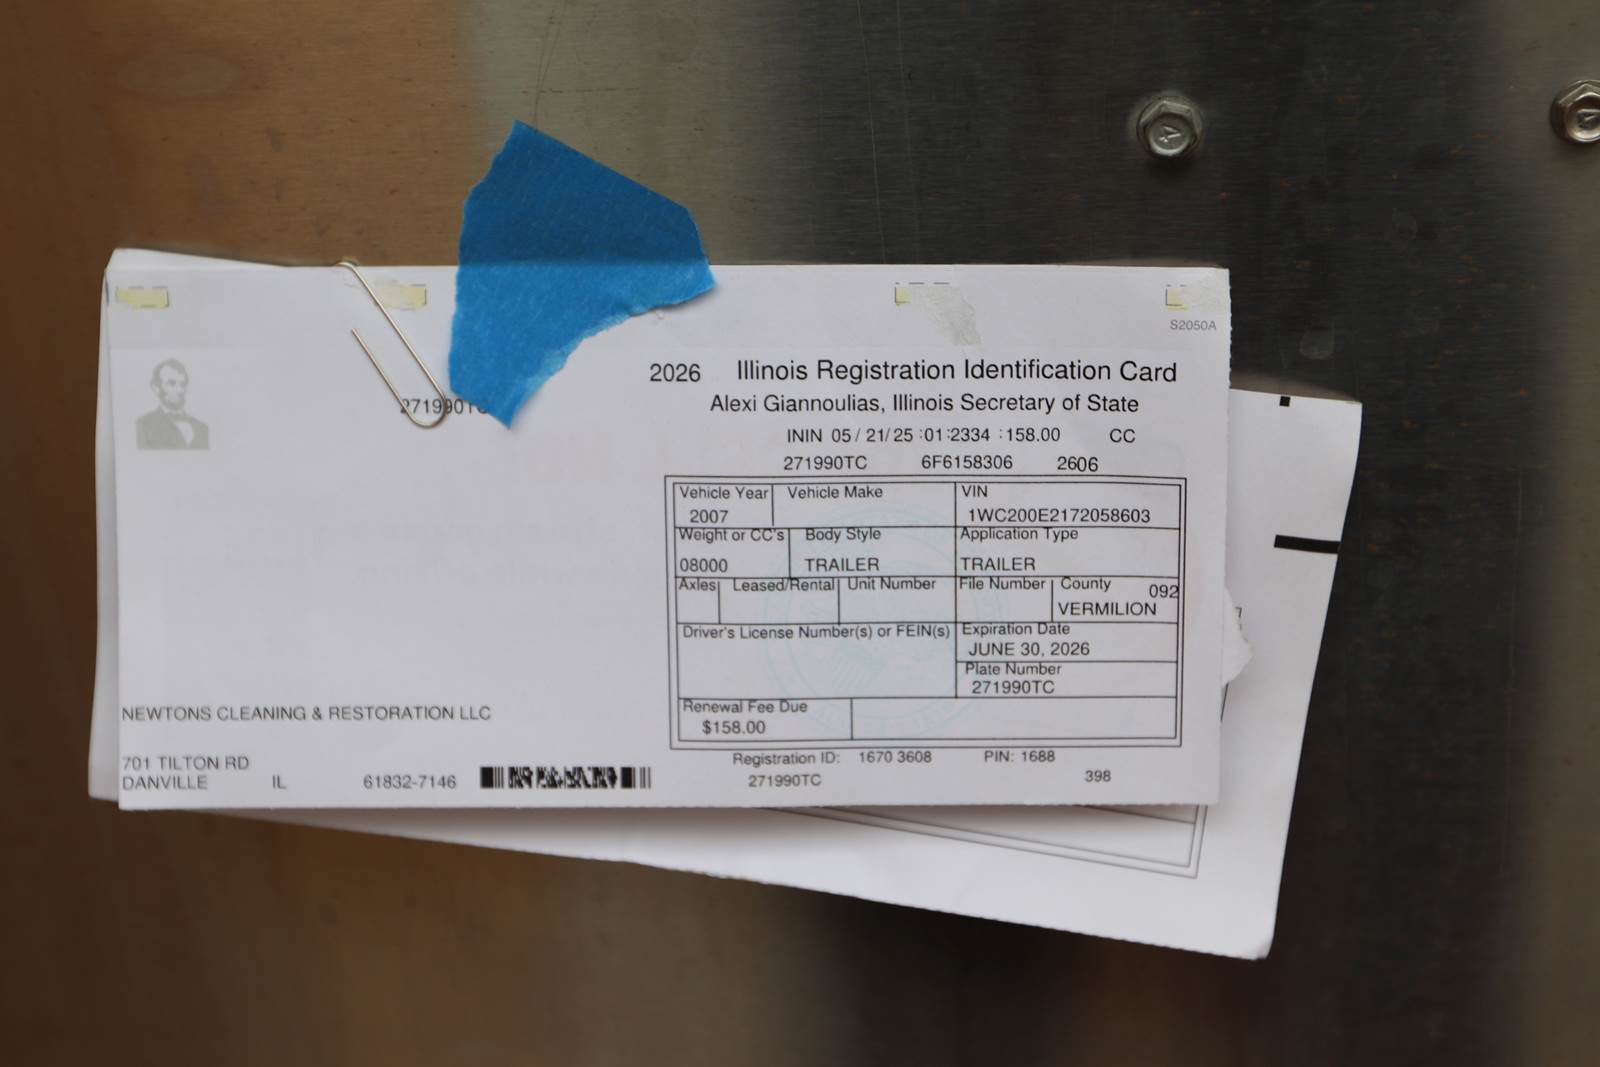 S2050A
271990TC
2026 Illinois Registration Identification Card
Alexi Giannoulias, Illinois Secretary of State
ININ 05/21/25 :01:2334 :158.00 CC
271990TC 6F6158306 2606
Vehicle Year Vehicle Make VIN
2007 1WC200E2172058603
Weight or CC's Body Style Application Type
08000 TRAILER TRAILER
Axles Leased/Rental Unit Number File Number County 092
VERMILION
Driver's License Number(s) or FEIN(s) Expiration Date
JUNE 30, 2026
Plate Number
271990TC
Renewal Fee Due
$158.00
Registration ID: 1670 3608 PIN: 1688
271990TC 398
NEWTONS CLEANING & RESTORATION LLC
701 TILTON RD
DANVILLE IL 61832-7146